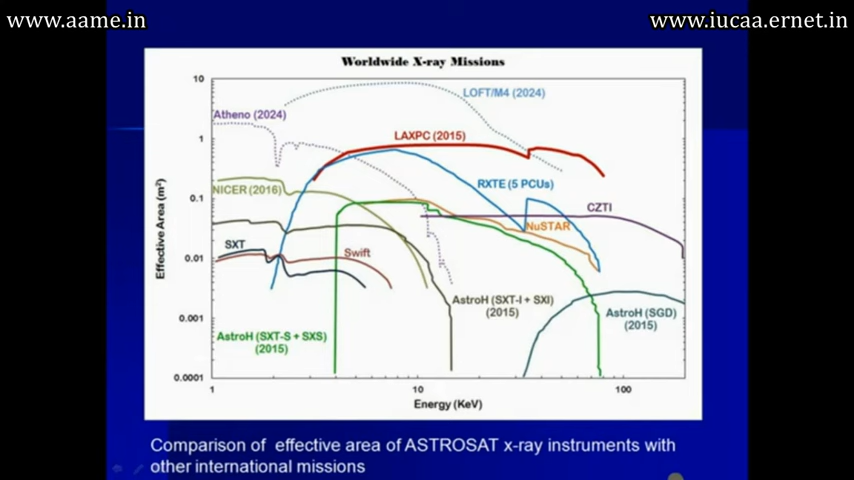 www.aame.in
www.iucaa.ernet.in
Worldwide X-ray Missions
10
1
0.1
0.01
0.001
0.0001
Effective Area (m²)
LOFT/M4 (2024)
Atheno (2024)
LAXPC (2015)
NICER (2016)
RXTE (5 PCUs)
CZTI
NuSTAR
SXT
Swift
AstroH (SXT-I + SXI)
(2015)
AstroH (SGD)
(2015)
AstroH (SXT-S + SXS)
(2015)
1
10
100
Energy (KeV)
Comparison of effective area of ASTROSAT x-ray instruments with
other international missions